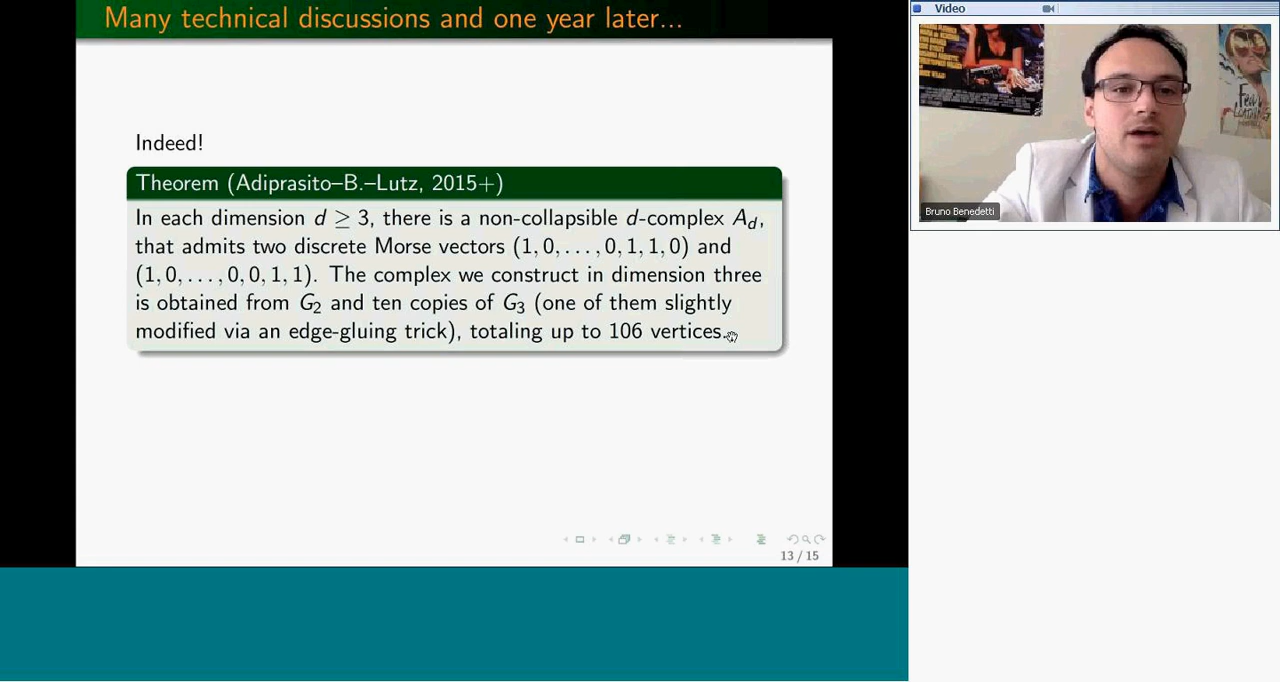 Many technical discussions and one year later...
Video
Indeed!
Theorem (Adiprasito–B.–Lutz, 2015+)
In each dimension d ≥ 3, there is a non-collapsible d-complex A_d,
that admits two discrete Morse vectors (1, 0, . . . , 0, 1, 1, 0) and
(1, 0, . . . , 0, 0, 1, 1). The complex we construct in dimension three
is obtained from G₂ and ten copies of G₃ (one of them slightly
modified via an edge-gluing trick), totaling up to 106 vertices.
13 / 15
Bruno Benedetti